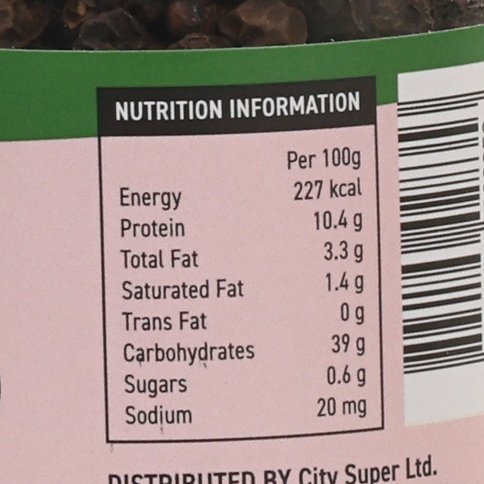 NUTRITION INFORMATION
Per 100g
Energy 227 kcal
Protein 10.4 g
Total Fat 3.3 g
Saturated Fat 1.4 g
Trans Fat 0 g
Carbohydrates 39 g
Sugars 0.6 g
Sodium 20 mg
DISTRIBUTED BY City Super Ltd.